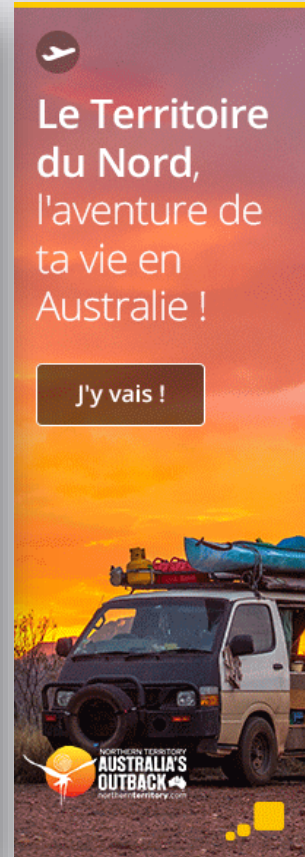 Le Territoire
du Nord,
l'aventure de
ta vie en
Australie !
J'y vais !
NORTHERN TERRITORY
AUSTRALIA'S
OUTBACK
northernterritory.com